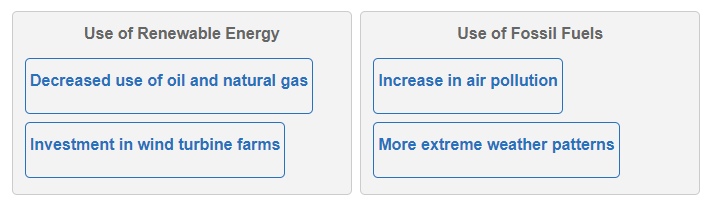 Use of Renewable Energy
Decreased use of oil and natural gas
Investment in wind turbine farms
Use of Fossil Fuels
Increase in air pollution
More extreme weather patterns